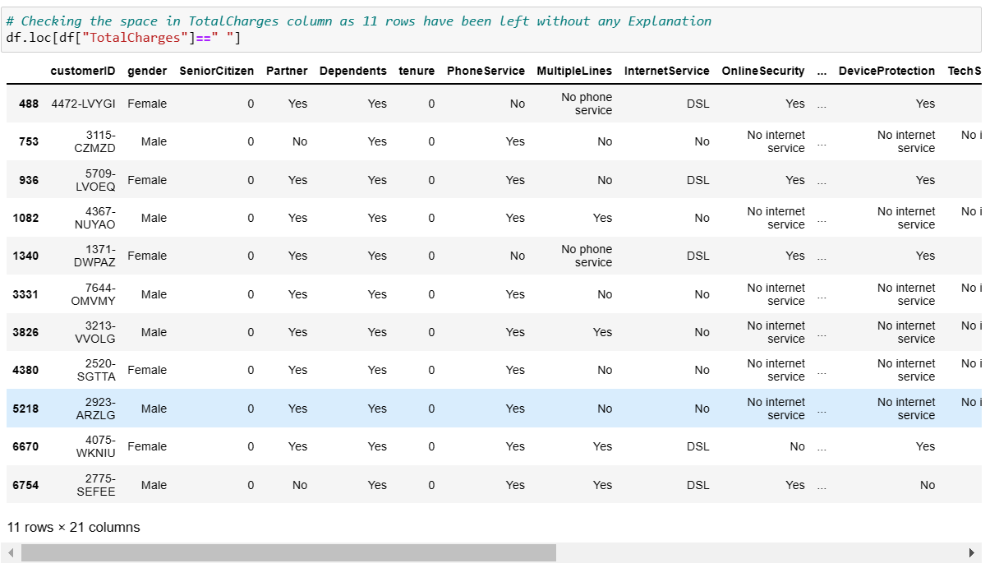 # Checking the space in TotalCharges column as 11 rows have been left without any Explanation
df.loc[df["TotalCharges"]==" "]
customerID gender SeniorCitizen Partner Dependents tenure PhoneService MultipleLines InternetService OnlineSecurity ... DeviceProtection TechS
488 4472-LVYGI Female 0 Yes Yes 0 No No phone service DSL Yes ... Yes
753 3115-CZMZD Male 0 No Yes 0 Yes No No No internet service ... No internet service No i
936 5709-LVOEQ Female 0 Yes Yes 0 Yes No DSL Yes ... Yes
1082 4367-NUYAO Male 0 Yes Yes 0 Yes Yes No No internet service ... No internet service No i
1340 1371-DWPAZ Female 0 Yes Yes 0 No No phone service DSL Yes ... Yes
3331 7644-OMVMY Male 0 Yes Yes 0 Yes No No No internet service ... No internet service No i
3826 3213-VVOLG Male 0 Yes Yes 0 Yes Yes No No internet service ... No internet service No i
4380 2520-SGTTA Female 0 Yes Yes 0 Yes No No No internet service ... No internet service No i
5218 2923-ARZLG Male 0 Yes Yes 0 Yes No No No internet service ... No internet service No i
6670 4075-WKNIU Female 0 Yes Yes 0 Yes Yes DSL No ... Yes
6754 2775-SEFEE Male 0 No Yes 0 Yes Yes DSL Yes ... No
11 rows × 21 columns